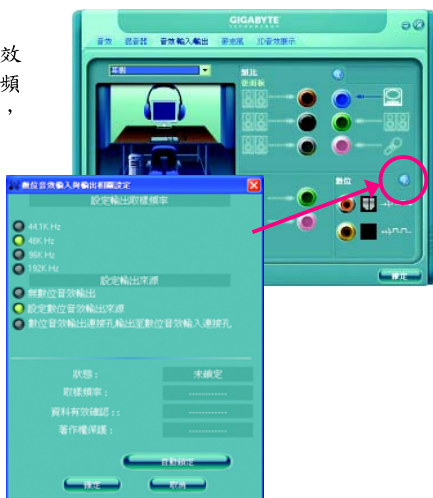 效
頻
，
GIGABYTE
TECHNOLOGY
音效 混音器 音效輸入/輸出 麥克風 3D音效展示
耳機
類比
後面板
數位
確定
數位音效輸入與輸出相關設定
設定輸出取樣頻率
44.1K Hz
48K Hz
96K Hz
192K Hz
設定輸出來源
無數位音效輸出
設定數位音效輸出來源
數位音效輸出連接孔輸出至數位音效輸入連接孔
狀態： 未鎖定
取樣頻率： ------------
資料有效確認：: ------------
著作權保護： ------------
自動鎖定
確定 取消